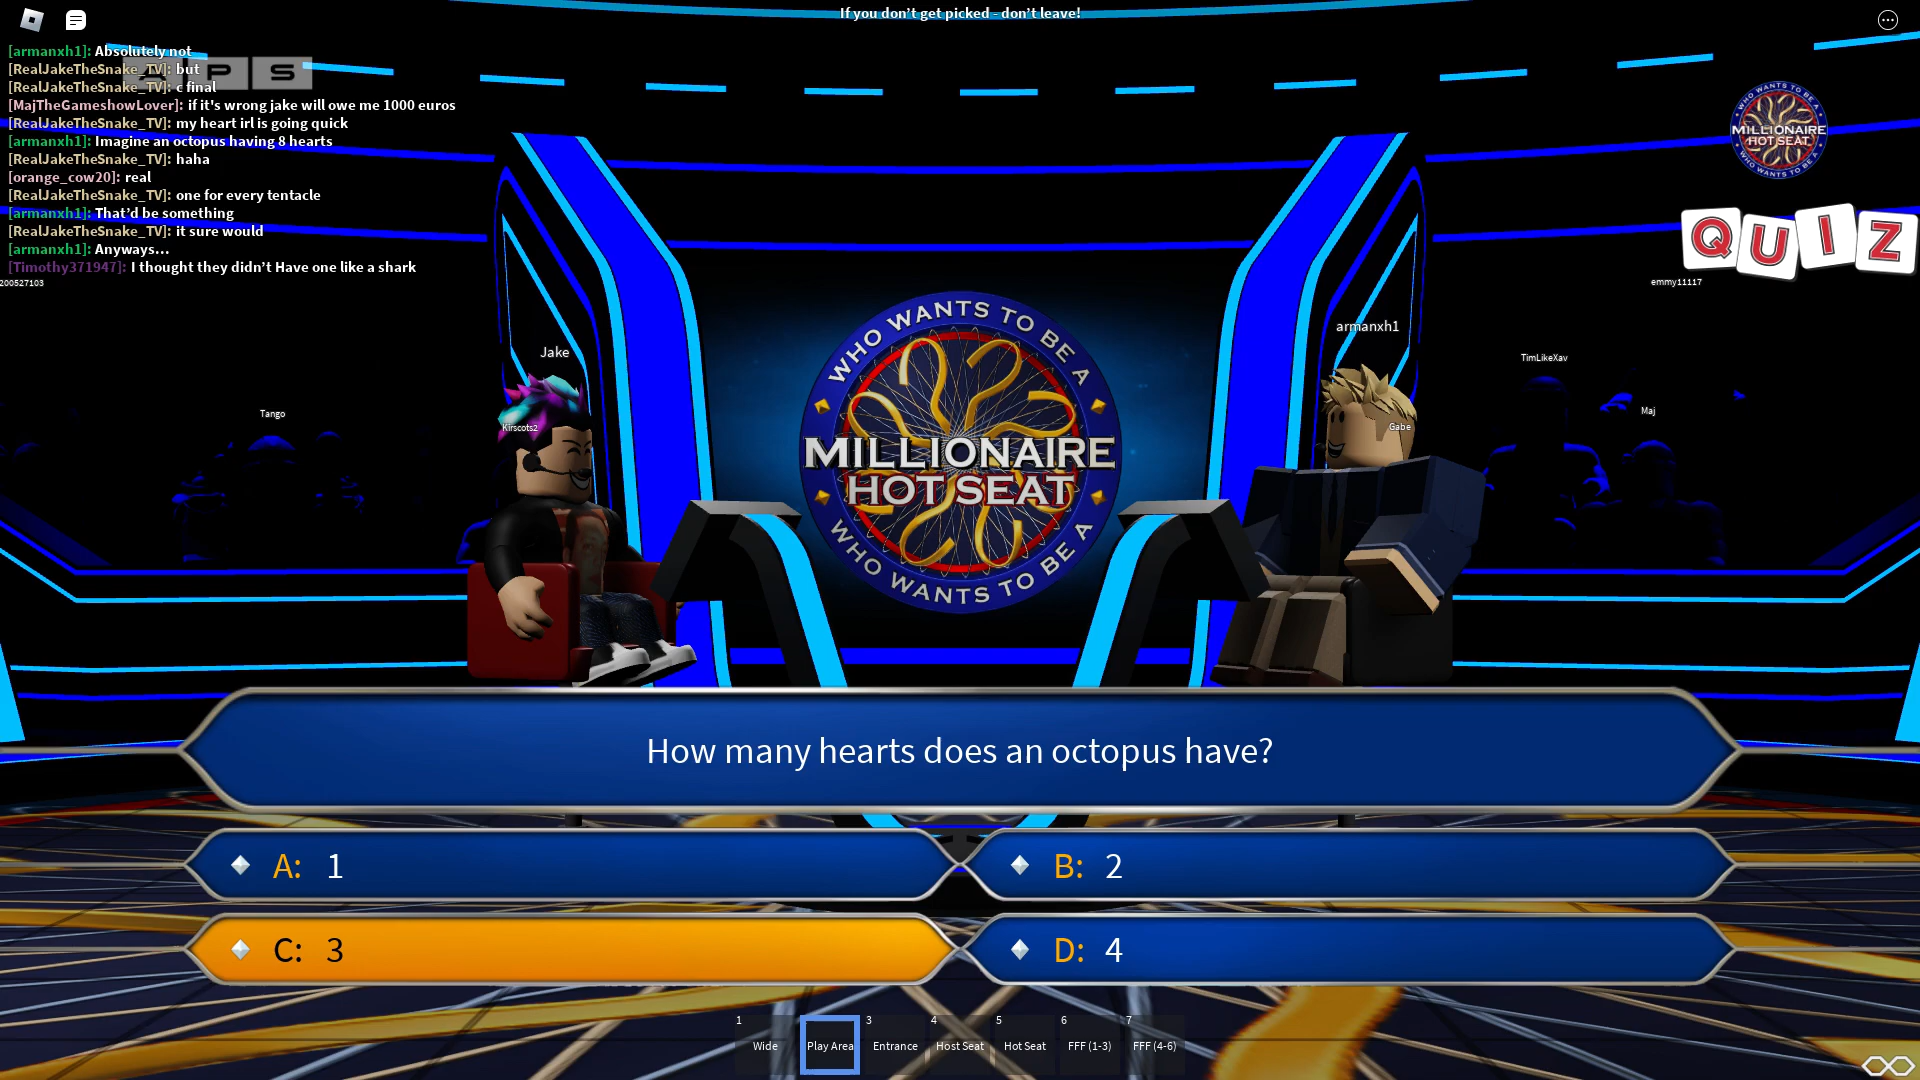 If you don't get picked - don't leave!
[armanxh1]: Absolutely not
[RealJakeTheSnake_TV]: but
[RealJakeTheSnake_TV]: c final
[MajTheGameshowLover]: if it's wrong jake will owe me 1000 euros
[RealJakeTheSnake_TV]: my heart irl is going quick
[armanxh1]: Imagine an octopus having 8 hearts
[RealJakeTheSnake_TV]: haha
[orange_cow20]: real
[RealJakeTheSnake_TV]: one for every tentacle
[armanxh1]: That'd be something
[RealJakeTheSnake_TV]: it sure would
[armanxh1]: Anyways...
[Timothy371947]: I thought they didn't Have one like a shark
P S
200527103
WHO WANTS TO BE A
MILLIONAIRE
HOT SEAT
WHO WANTS TO BE A
QUIZ
emmy11117
armanxh1
Jake
TimLikeXav
Tango
Maj
Kirscots2
Gabe
WHO WANTS TO BE A
MILLIONAIRE
HOT SEAT
WHO WANTS TO BE A
How many hearts does an octopus have?
A: 1
B: 2
C: 3
D: 4
1 3 4 5 6 7
Wide Play Area Entrance Host Seat Hot Seat FFF (1-3) FFF (4-6)